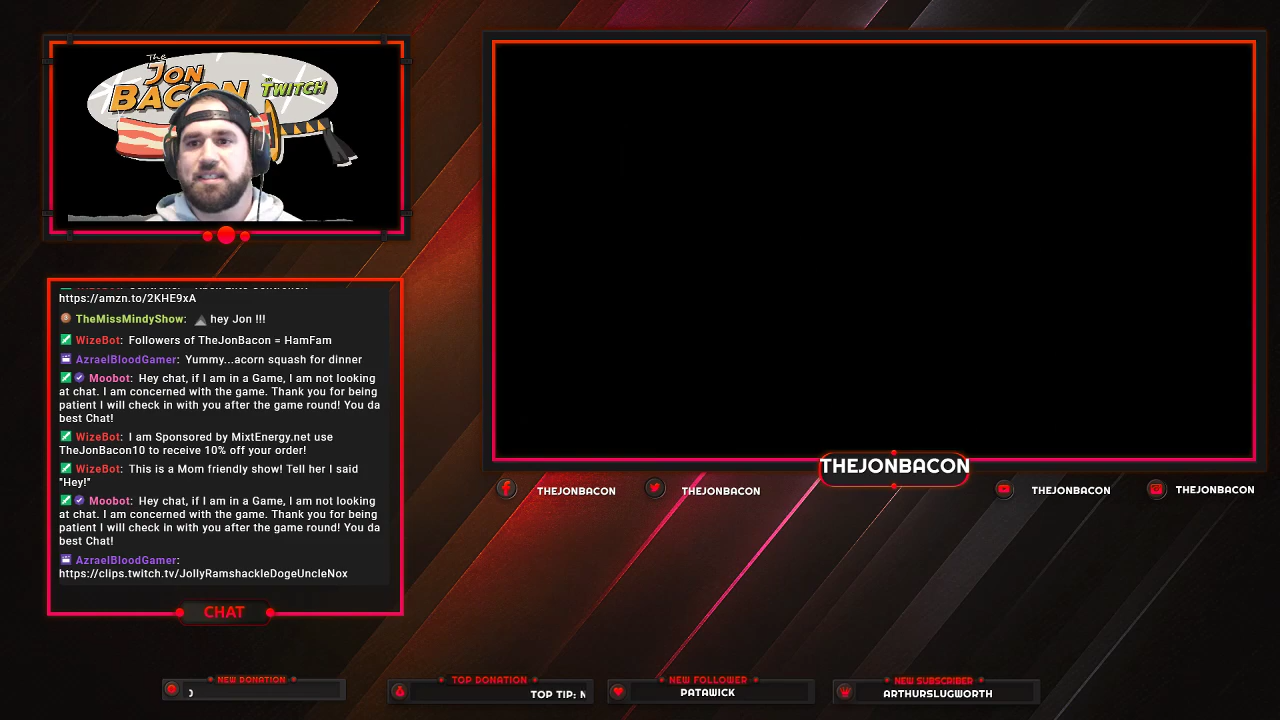 The
JON
BACON
ON
TWITCH
https://amzn.to/2KHE9xA
TheMissMindyShow: hey Jon !!!
WizeBot: Followers of TheJonBacon = HamFam
AzraelBloodGamer: Yummy...acorn squash for dinner
Moobot: Hey chat, if I am in a Game, I am not looking
at chat. I am concerned with the game. Thank you for being
patient I will check in with you after the game round! You da
best Chat!
WizeBot: I am Sponsored by MixtEnergy.net use
TheJonBacon10 to receive 10% off your order!
WizeBot: This is a Mom friendly show! Tell her I said
"Hey!"
Moobot: Hey chat, if I am in a Game, I am not looking
at chat. I am concerned with the game. Thank you for being
patient I will check in with you after the game round! You da
best Chat!
AzraelBloodGamer:
https://clips.twitch.tv/JollyRamshackleDogeUncleNox
CHAT
THEJONBACON
THEJONBACON
THEJONBACON
THEJONBACON
THEJONBACON
NEW DONATION
TOP DONATION
TOP TIP: N
NEW FOLLOWER
PATAWICK
NEW SUBSCRIBER
ARTHURSLUGWORTH